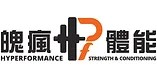 魄瘋 體能
HYPERFORMANCE STRENGTH & CONDITIONING